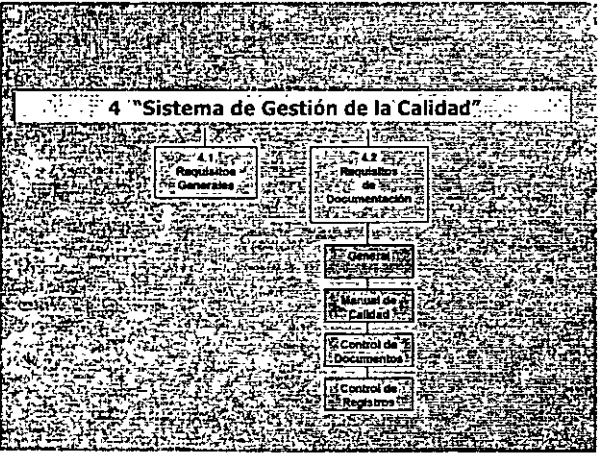 4 "Sistema de Gestión de la Calidad"
4.1
Requisitos
Generales
4.2
Requisitos
de
Documentación
General
Manual de
Calidad
Control de
Documentos
Control de
Registros